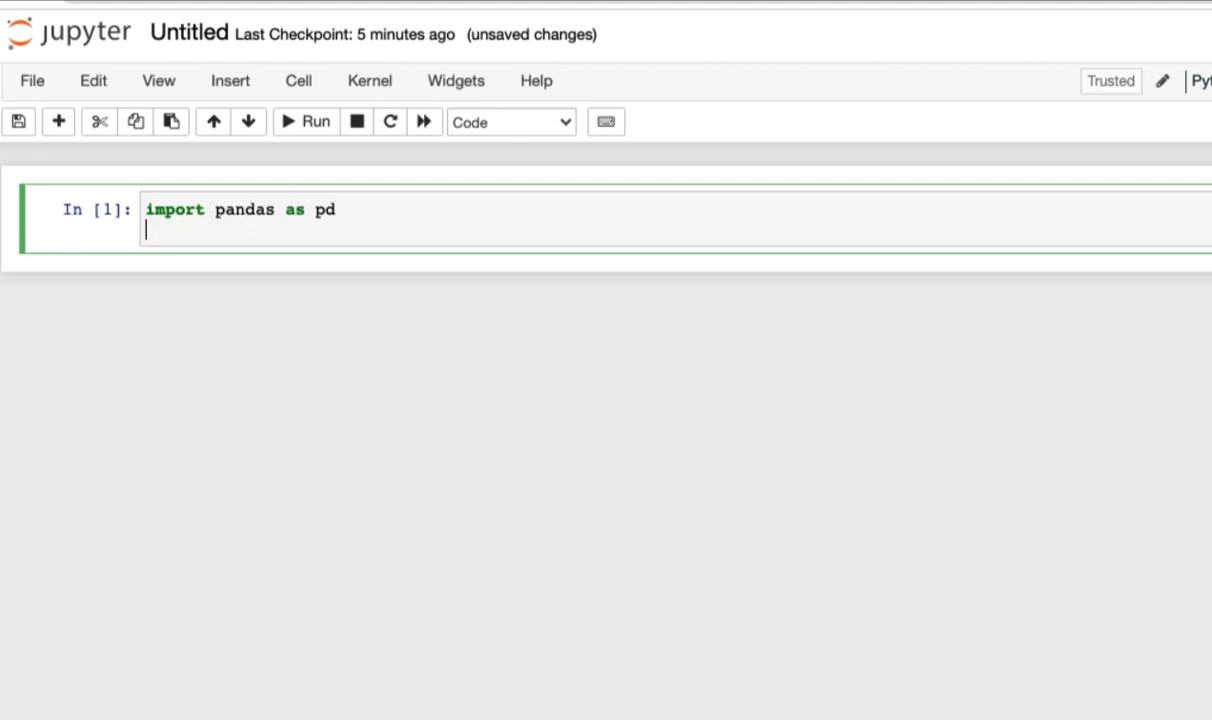 jupyter Untitled Last Checkpoint: 5 minutes ago (unsaved changes)
File Edit View Insert Cell Kernel Widgets Help Trusted
Run Code
In [1]: import pandas as pd